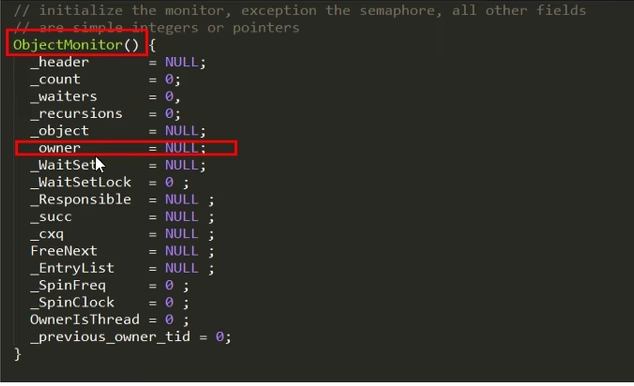 // initialize the monitor, exception the semaphore, all other fields
// are simple integers or pointers
ObjectMonitor() {
_header = NULL;
_count = 0;
_waiters = 0,
_recursions = 0;
_object = NULL;
_owner = NULL;
_WaitSet = NULL;
_WaitSetLock = 0 ;
_Responsible = NULL ;
_succ = NULL ;
_cxq = NULL ;
FreeNext = NULL ;
_EntryList = NULL ;
_SpinFreq = 0 ;
_SpinClock = 0 ;
OwnerIsThread = 0 ;
_previous_owner_tid = 0;
}